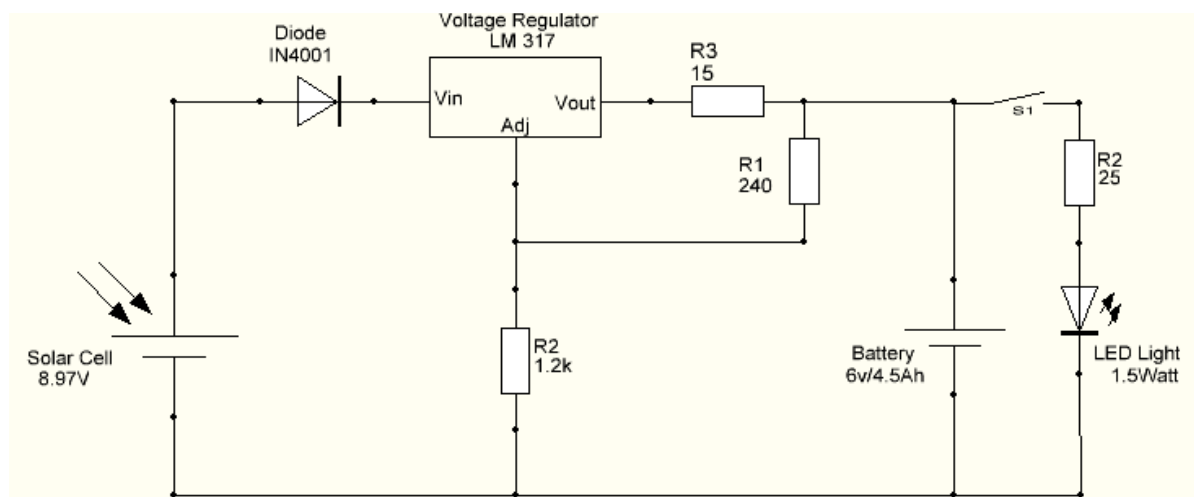 Voltage Regulator
LM 317
Diode
IN4001
Vin
Vout
Adj
R3
15
S1
R1
240
R2
25
R2
1.2k
Solar Cell
8.97V
Battery
6v/4.5Ah
LED Light
1.5Watt